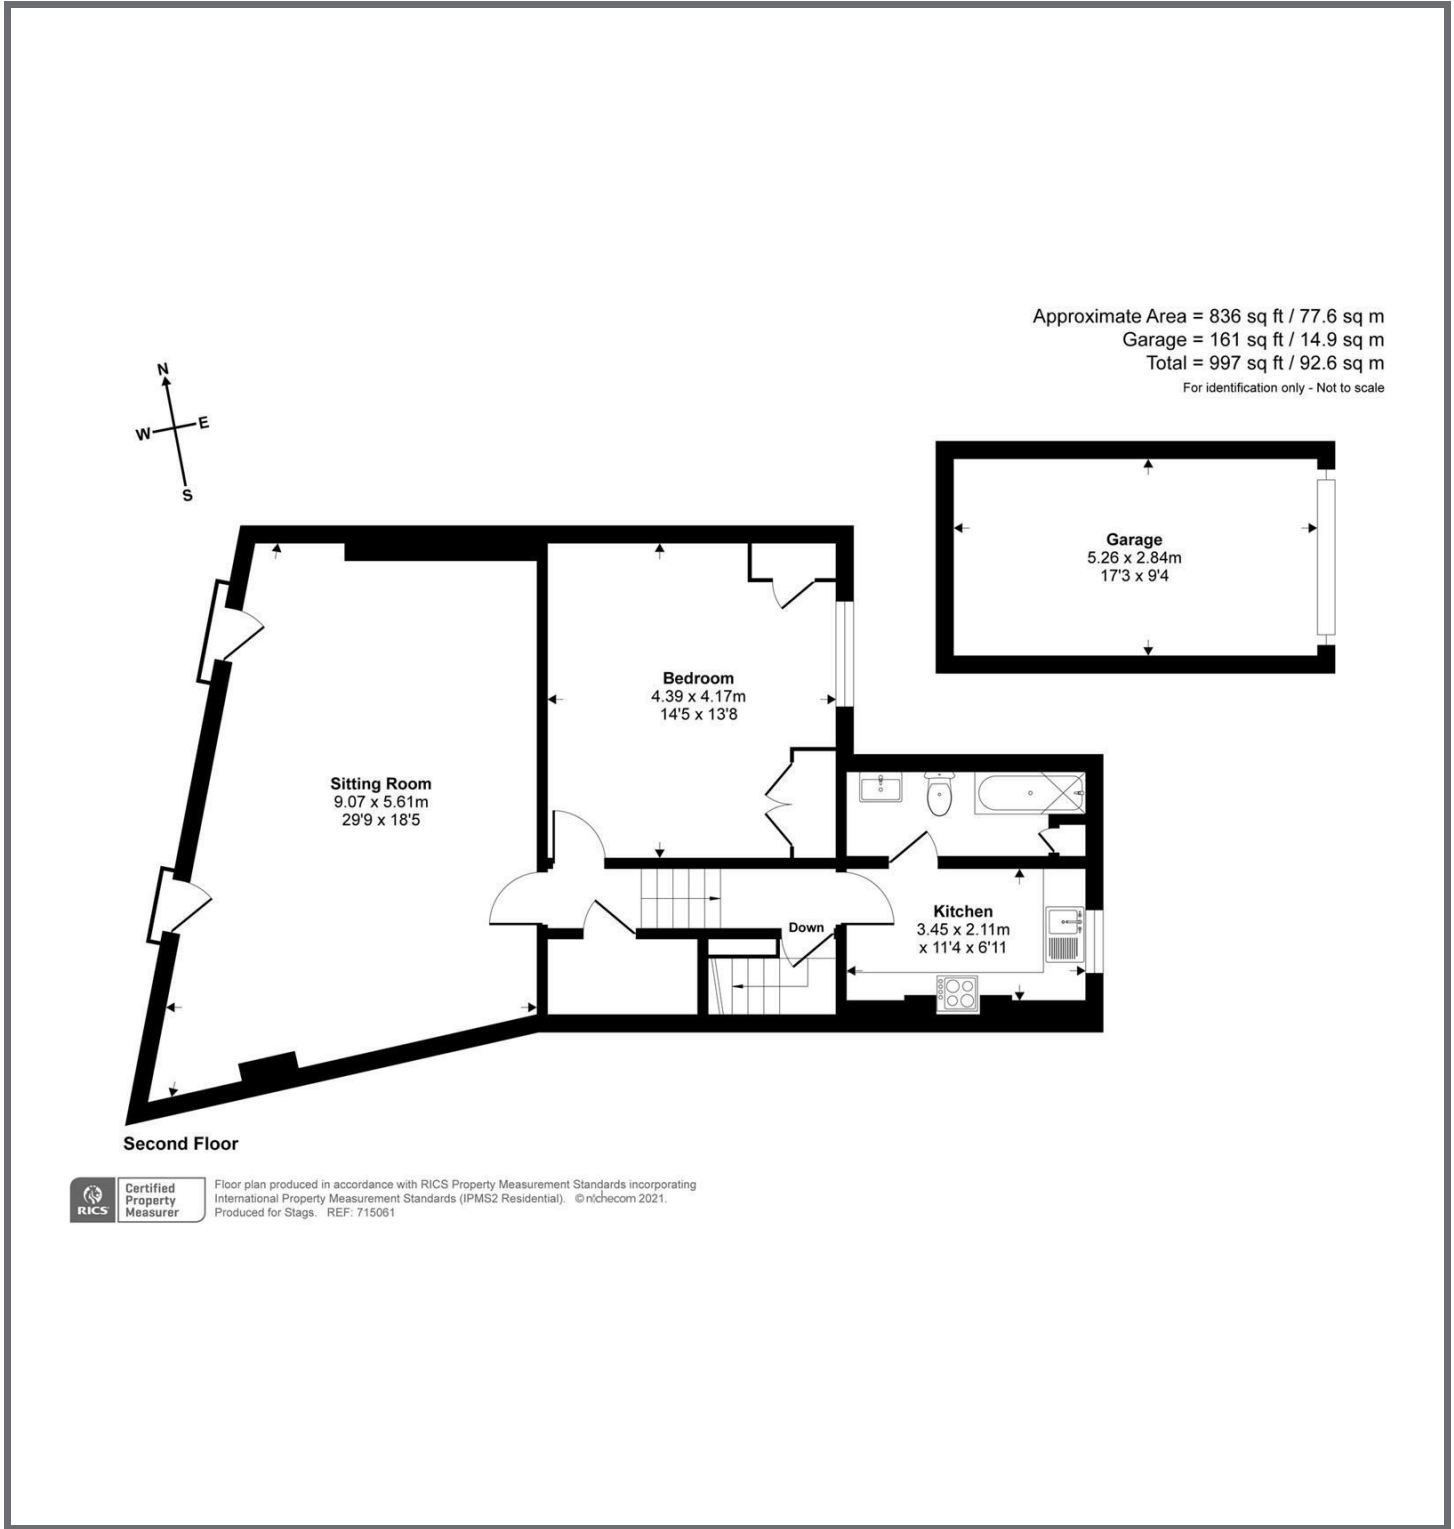 Approximate Area = 836 sq ft / 77.6 sq m
Garage = 161 sq ft / 14.9 sq m
Total = 997 sq ft / 92.6 sq m
For identification only - Not to scale
N
W
E
S
Garage
5.26 x 2.84m
17'3 x 9'4
Bedroom
4.39 x 4.17m
14'5 x 13'8
Sitting Room
9.07 x 5.61m
29'9 x 18'5
Kitchen
3.45 x 2.11m
x 11'4 x 6'11
Down
Second Floor
RICS
Certified
Property
Measurer
Floor plan produced in accordance with RICS Property Measurement Standards incorporating
International Property Measurement Standards (IPMS2 Residential). © nichecom 2021.
Produced for Stags. REF: 715061